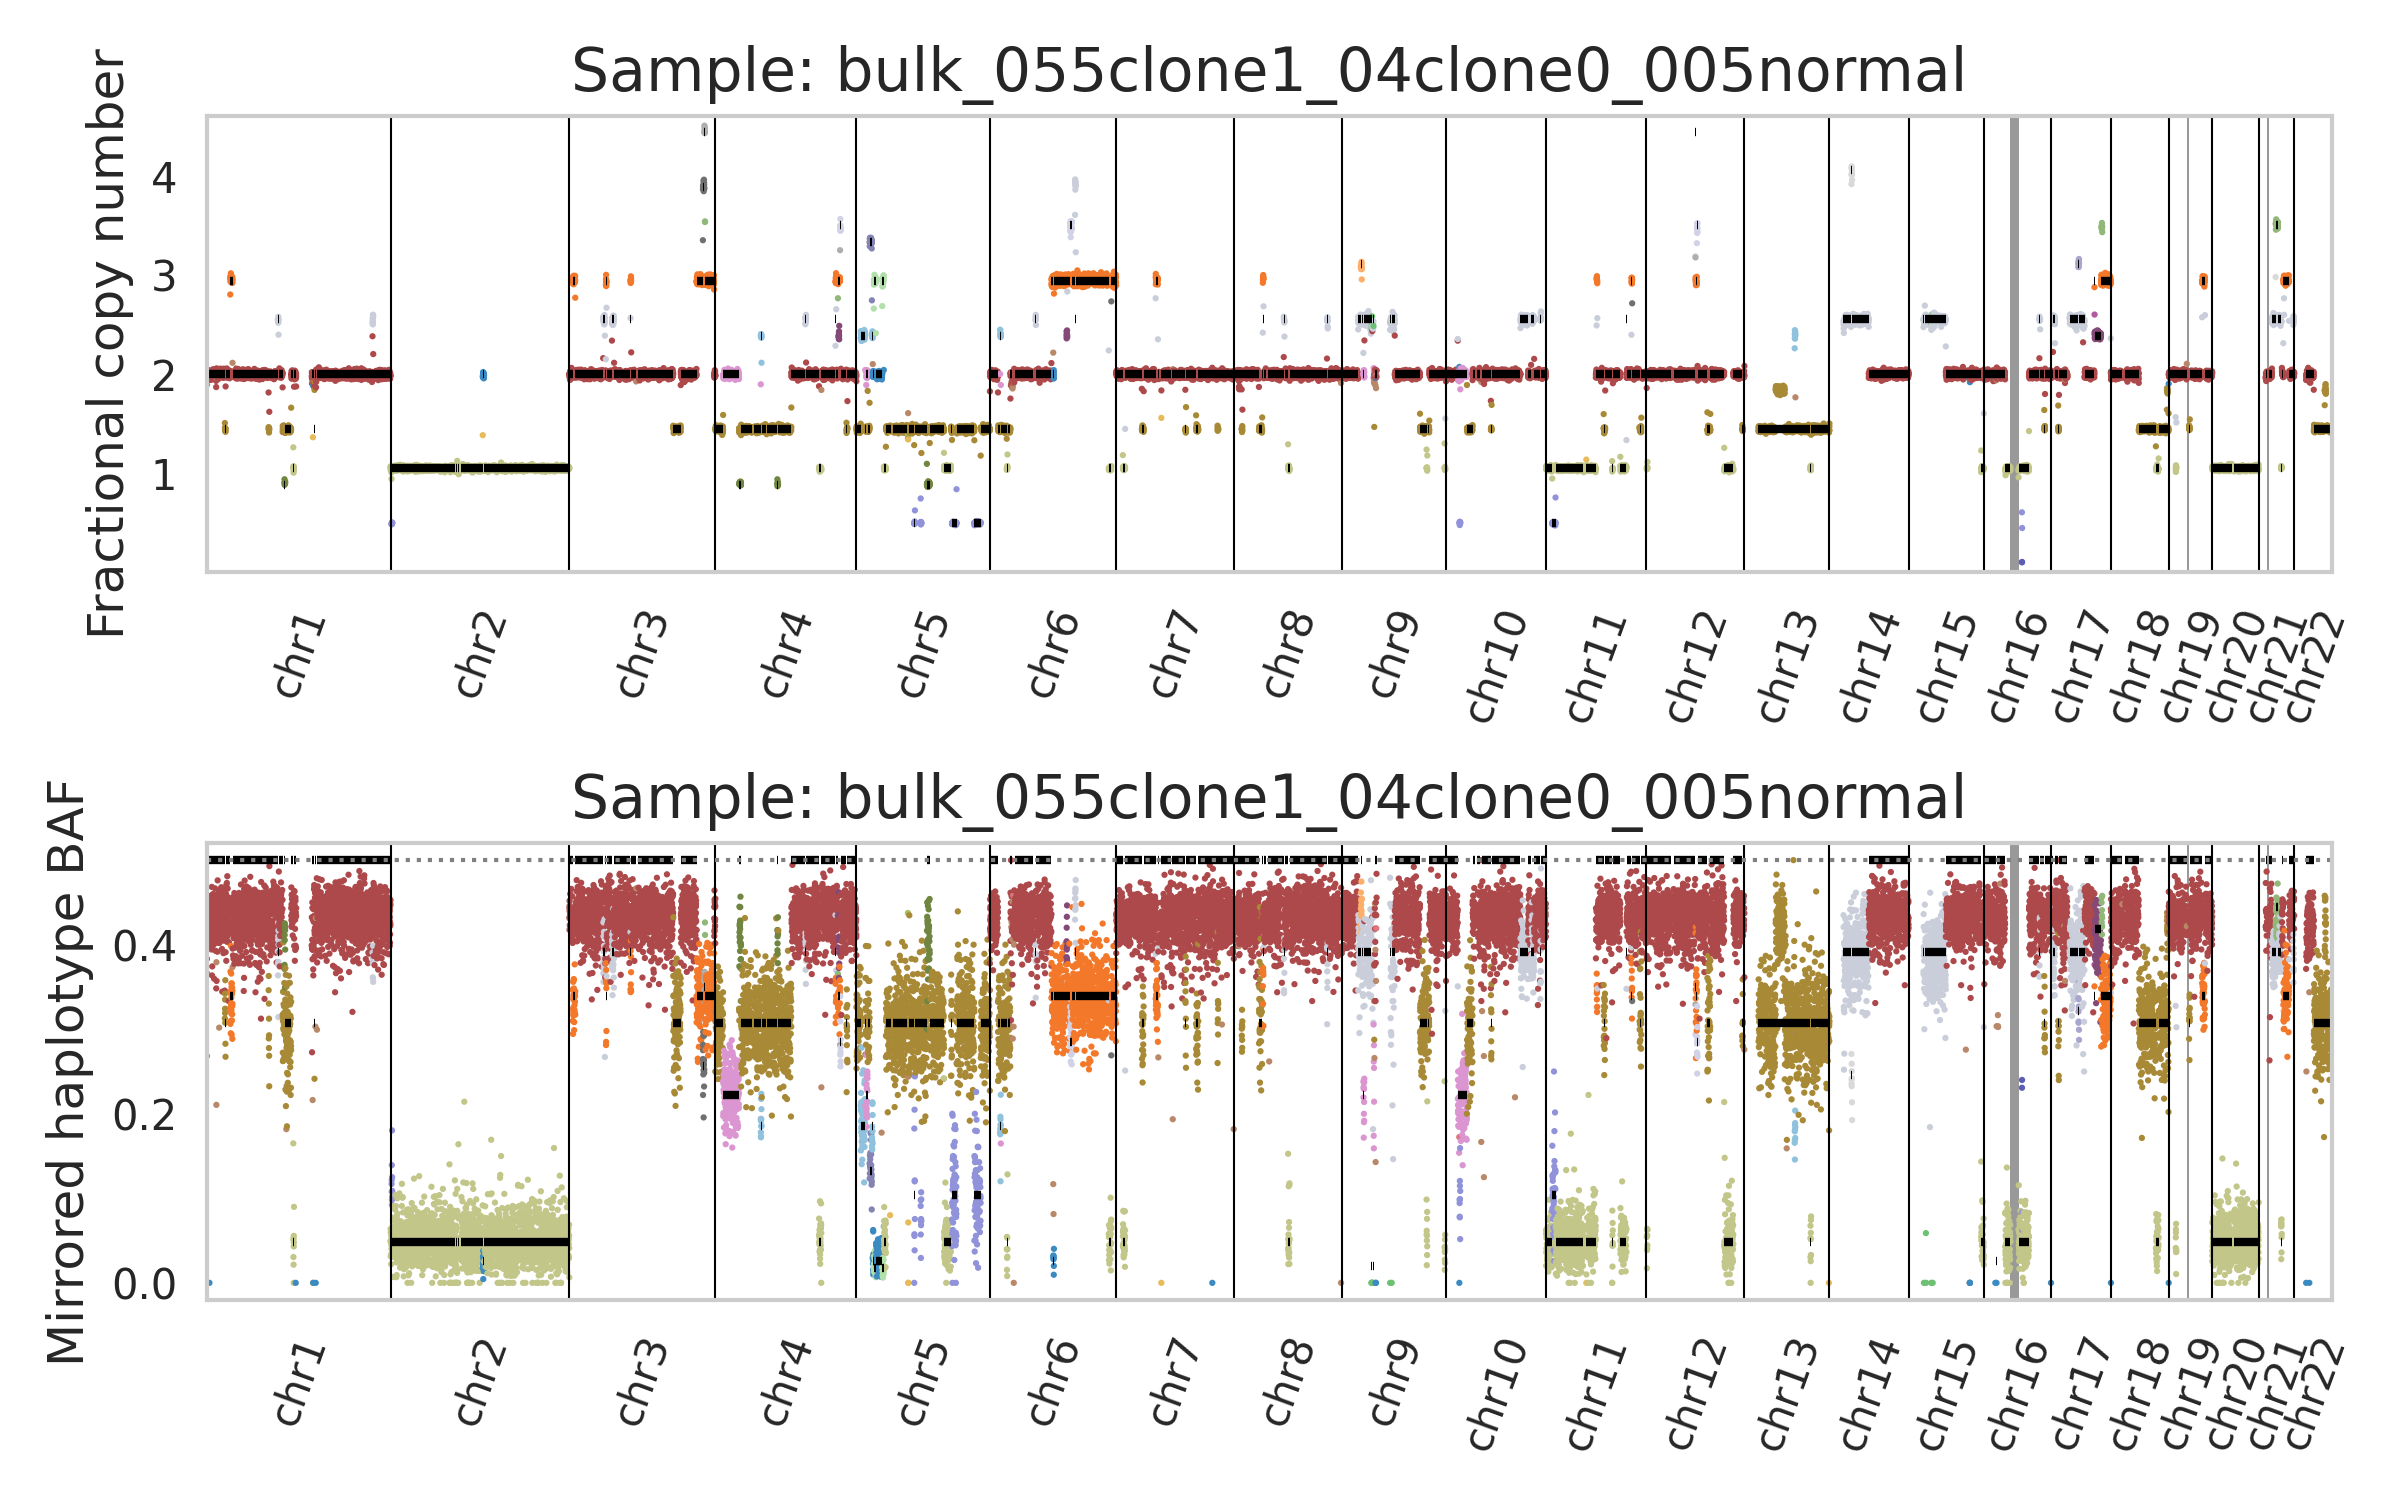 Sample: bulk_055clone1_04clone0_005normal
Fractional copy number
4
3
2
1
chr1
chr2
chr3
chr4
chr5
chr6
chr7
chr8
chr9
chr10
chr11
chr12
chr13
chr14
chr15
chr16
chr17
chr18
chr19
chr20
chr21
chr22
Sample: bulk_055clone1_04clone0_005normal
Mirrored haplotype BAF
0.4
0.2
0.0
chr1
chr2
chr3
chr4
chr5
chr6
chr7
chr8
chr9
chr10
chr11
chr12
chr13
chr14
chr15
chr16
chr17
chr18
chr19
chr20
chr21
chr22